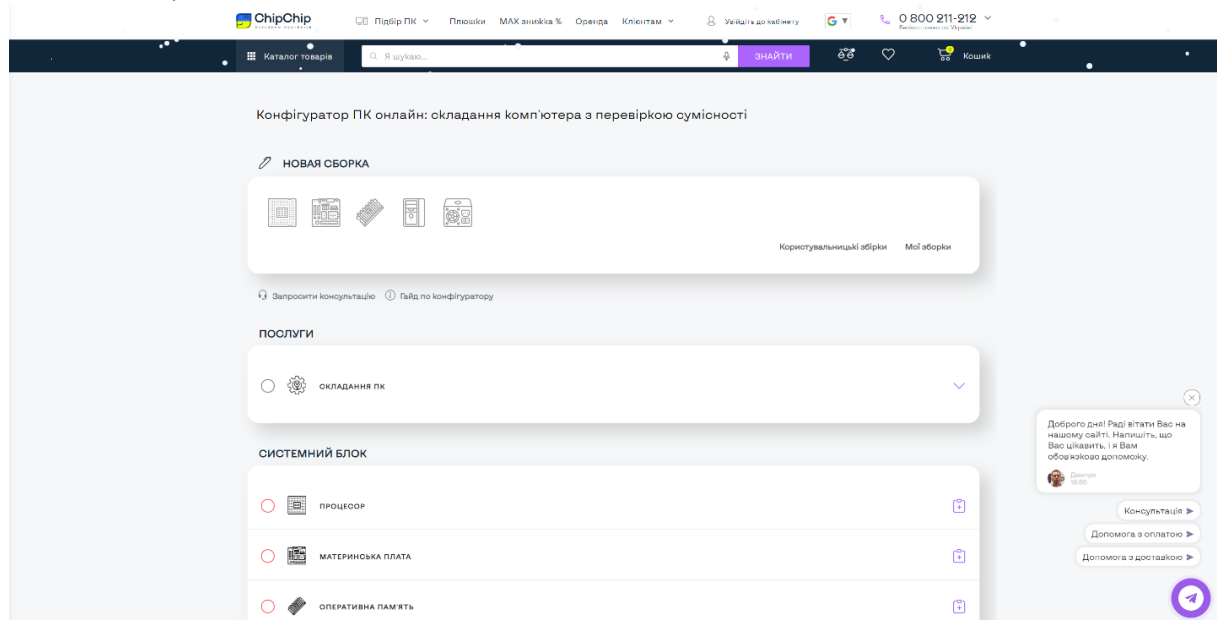 ChipChip
Підбір ПК
Плюшки
MAX знижка %
Оренда
Клієнтам
Увійдіть до кабінету
G
0 800 211-212
Каталог товарів
Я шукаю...
ЗНАЙТИ
0
Кошик
Конфігуратор ПК онлайн: складання комп'ютера з перевіркою сумісності
НОВАЯ СБОРКА
Користувальницькі збірки
Мої зборки
Запросити консультацію
Гайд по конфігуратору
ПОСЛУГИ
СКЛАДАННЯ ПК
СИСТЕМНИЙ БЛОК
ПРОЦЕСОР
МАТЕРИНСЬКА ПЛАТА
ОПЕРАТИВНА ПАМ'ЯТЬ
Доброго дня! Раді вітати Вас на
нашому сайті. Напишіть, що
Вас цікавить, і я Вам
обов'язково допоможу.
Дмитро
Консультація
Допомога з оплатою
Допомога з доставкою